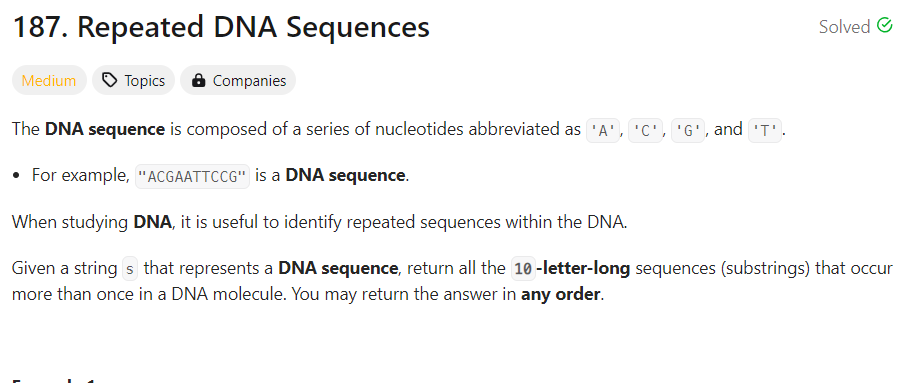 187. Repeated DNA Sequences
Solved
Medium
Topics
Companies
The DNA sequence is composed of a series of nucleotides abbreviated as 'A', 'C', 'G', and 'T'.
• For example, "ACGAATTCCG" is a DNA sequence.
When studying DNA, it is useful to identify repeated sequences within the DNA.
Given a string s that represents a DNA sequence, return all the 10-letter-long sequences (substrings) that occur
more than once in a DNA molecule. You may return the answer in any order.